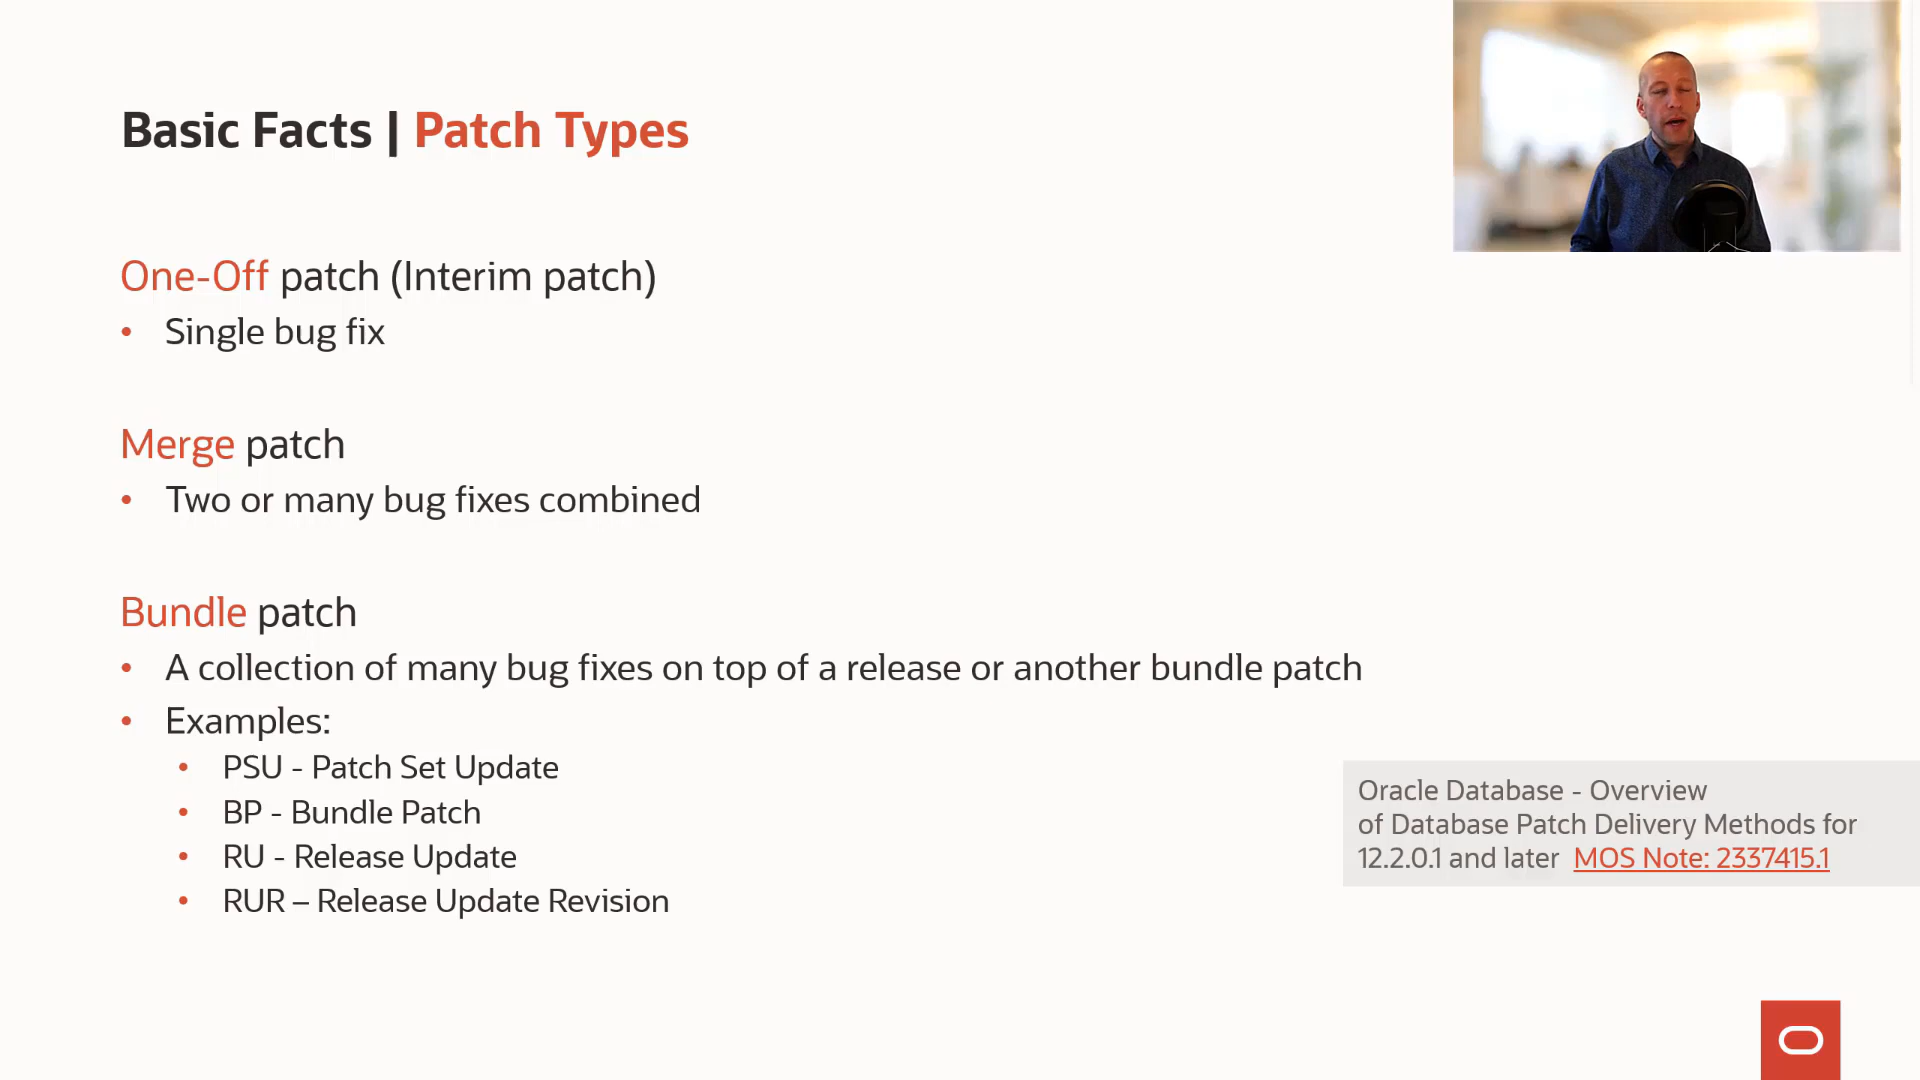 Basic Facts | Patch Types
One-Off patch (Interim patch)
• Single bug fix
Merge patch
• Two or many bug fixes combined
Bundle patch
• A collection of many bug fixes on top of a release or another bundle patch
• Examples:
• PSU - Patch Set Update
• BP - Bundle Patch
• RU - Release Update
• RUR – Release Update Revision
Oracle Database - Overview
of Database Patch Delivery Methods for
12.2.0.1 and later MOS Note: 2337415.1